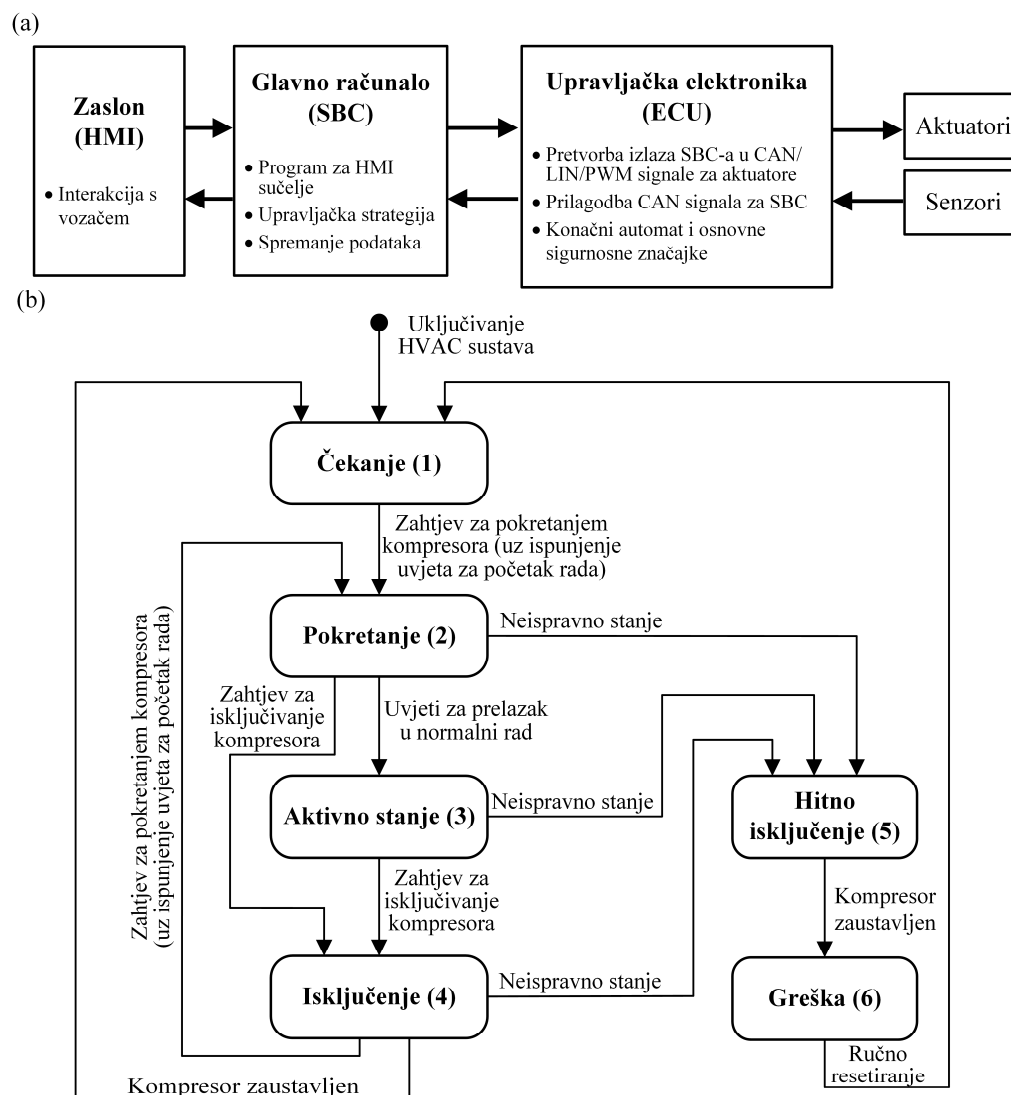 (a)
Zaslon
(HMI)
• Interakcija s
vozačem
Glavno računalo
(SBC)
• Program za HMI
sučelje
• Upravljačka strategija
• Spremanje podataka
Upravljačka elektronika
(ECU)
• Pretvorba izlaza SBC-a u CAN/
LIN/PWM signale za aktuatore
• Prilagodba CAN signala za SBC
• Konačni automat i osnovne
sigurnosne značajke
Aktuatori
Senzori
(b)
Uključivanje
HVAC sustava
Čekanje (1)
Zahtjev za pokretanjem
kompresora (uz ispunjenje
uvjeta za početak rada)
Zahtjev za pokretanjem kompresora
(uz ispunjenje uvjeta za početak rada)
Pokretanje (2)
Neispravno stanje
Zahtjev za
isključivanje
kompresora
Uvjeti za prelazak
u normalni rad
Aktivno stanje (3)
Neispravno stanje
Hitno
isključenje (5)
Zahtjev za
isključivanje
kompresora
Kompresor
zaustavljen
Isključenje (4)
Neispravno stanje
Greška (6)
Ručno
resetiranje
Kompresor zaustavljen